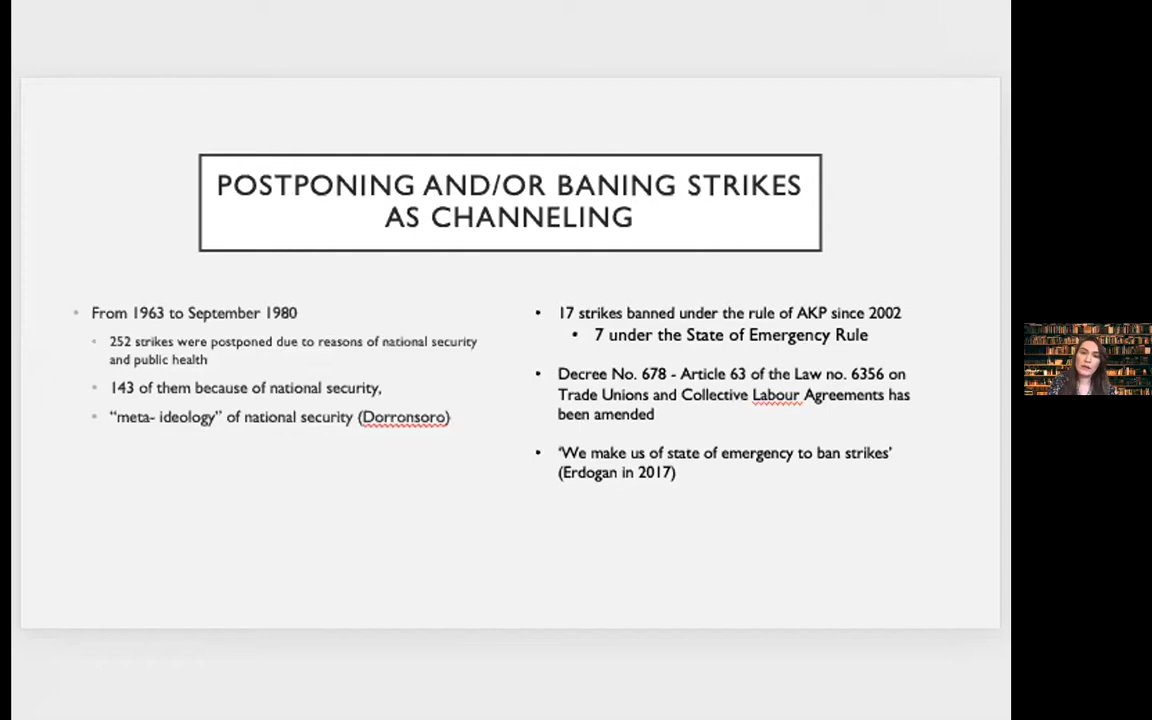 POSTPONING AND/OR BANING STRIKES
AS CHANNELING
• From 1963 to September 1980
• 252 strikes were postponed due to reasons of national security
and public health
• 143 of them because of national security,
• “meta- ideology” of national security (Dorronsoro)
• 17 strikes banned under the rule of AKP since 2002
• 7 under the State of Emergency Rule
• Decree No. 678 - Article 63 of the Law no. 6356 on
Trade Unions and Collective Labour Agreements has
been amended
• ‘We make us of state of emergency to ban strikes’
(Erdogan in 2017)